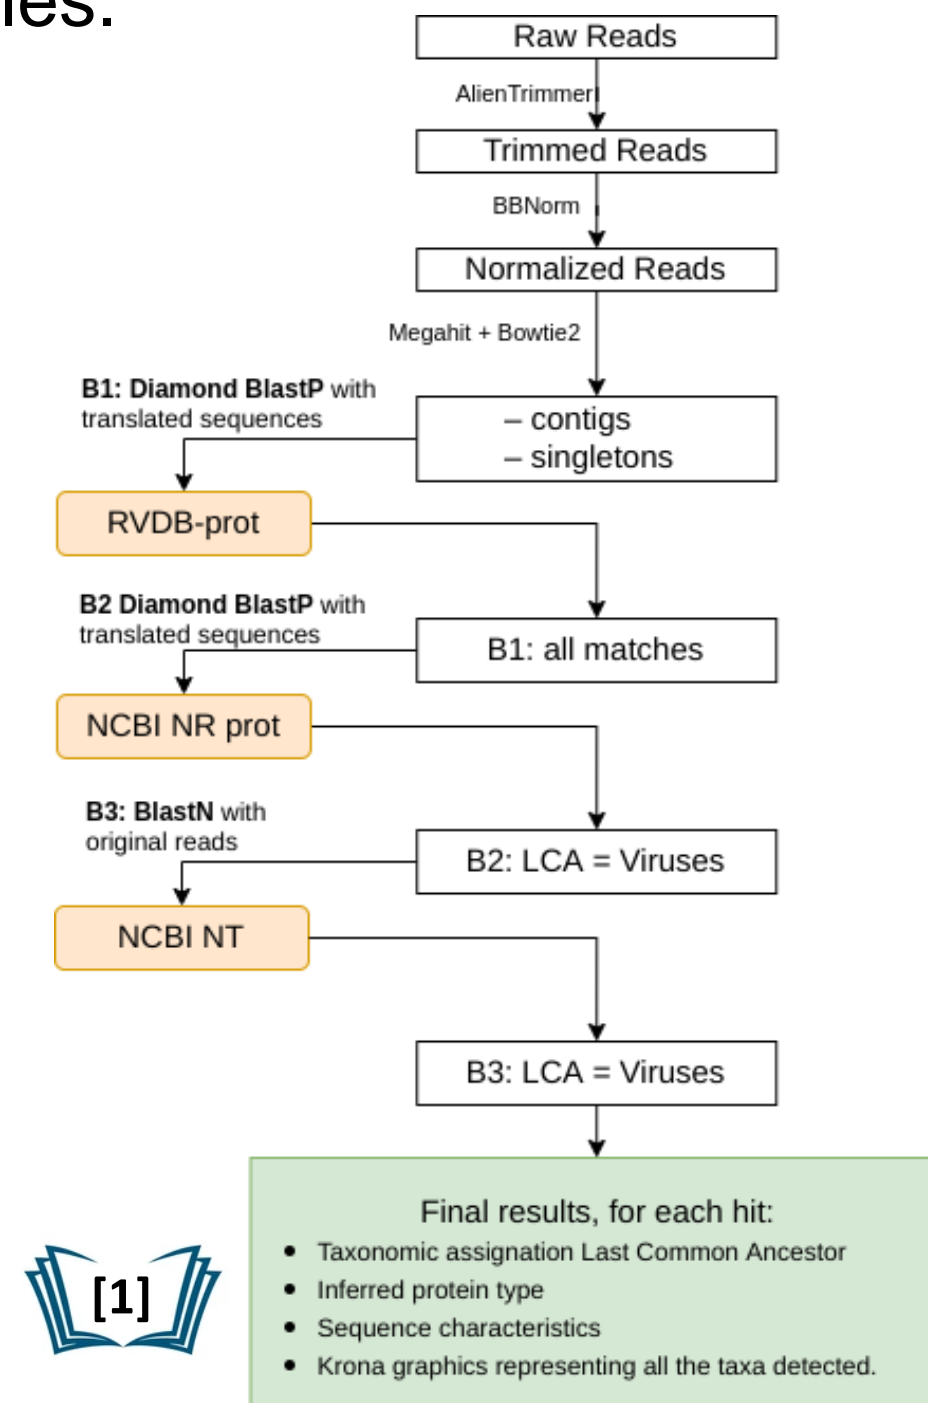 Raw Reads
AlienTrimmer
Trimmed Reads
BBNorm
Normalized Reads
Megahit + Bowtie2
B1: Diamond BlastP with
translated sequences
– contigs
– singletons
RVDB-prot
B2 Diamond BlastP with
translated sequences
B1: all matches
NCBI NR prot
B3: BlastN with
original reads
B2: LCA = Viruses
NCBI NT
B3: LCA = Viruses
Final results, for each hit:
• Taxonomic assignation Last Common Ancestor
• Inferred protein type
• Sequence characteristics
• Krona graphics representing all the taxa detected.
[1]